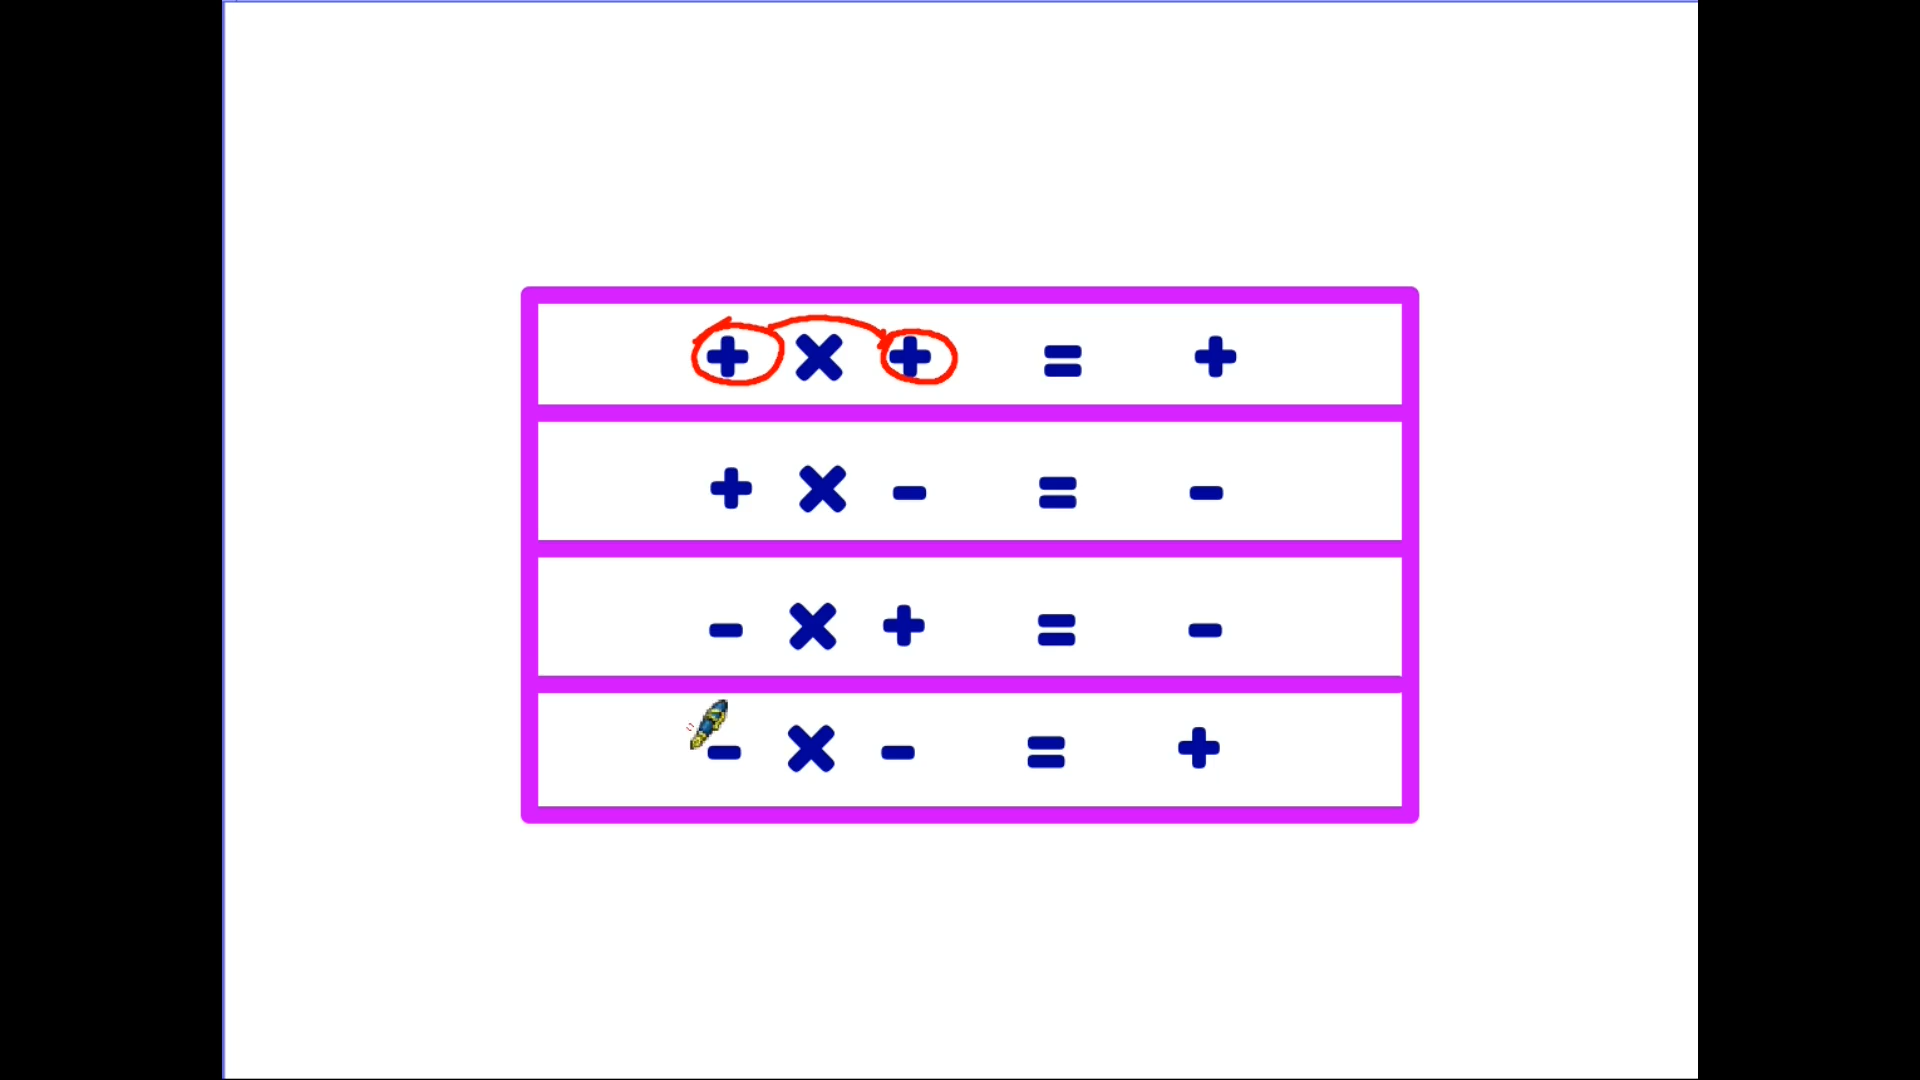 + × + = +
+ × - = -
- × + = -
- × - = +